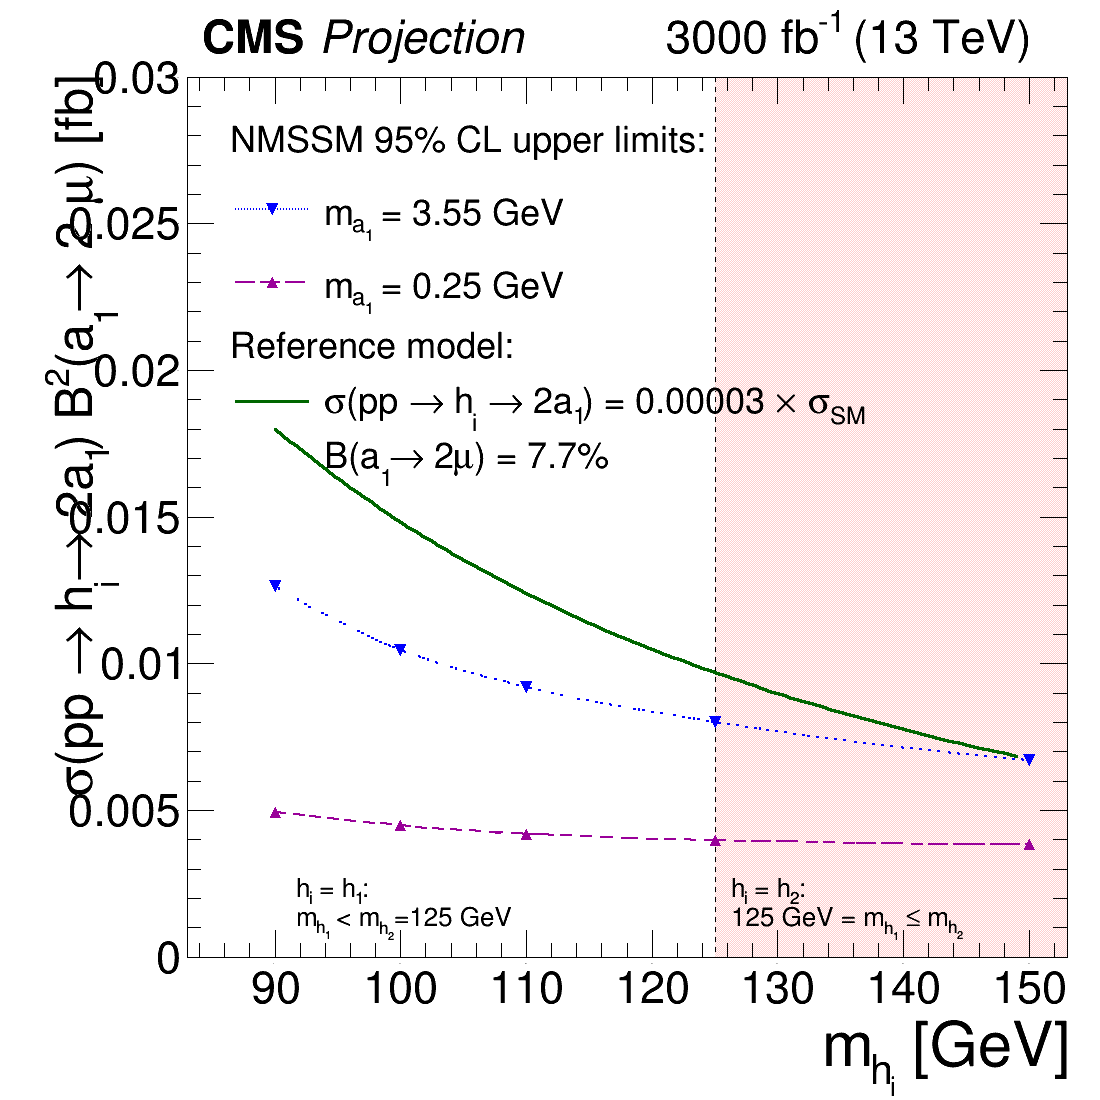 CMS Projection 3000 fb-1 (13 TeV)
σ(pp → hi→2a1) B2(a1→ 2μ) [fb]
0.03
0.025
0.02
0.015
0.01
0.005
0
NMSSM 95% CL upper limits:
ma1 = 3.55 GeV
ma1 = 0.25 GeV
Reference model:
σ(pp → hi → 2a1) = 0.00003 × σSM
B(a1→ 2μ) = 7.7%
hi = h1:
mh1 < mh2=125 GeV
hi = h2:
125 GeV = mh1 ≤ mh2
90 100 110 120 130 140 150
mhi [GeV]